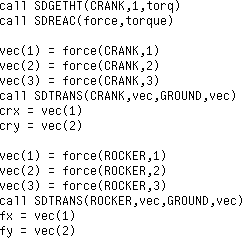 call SDGETHT(CRANK,1,torq)
call SDREAC(force,torque)
vec(1) = force(CRANK,1)
vec(2) = force(CRANK,2)
vec(3) = force(CRANK,3)
call SDTRANS(CRANK,vec,GROUND,vec)
crx = vec(1)
cry = vec(2)
vec(1) = force(ROCKER,1)
vec(2) = force(ROCKER,2)
vec(3) = force(ROCKER,3)
call SDTRANS(ROCKER,vec,GROUND,vec)
fx = vec(1)
fy = vec(2)